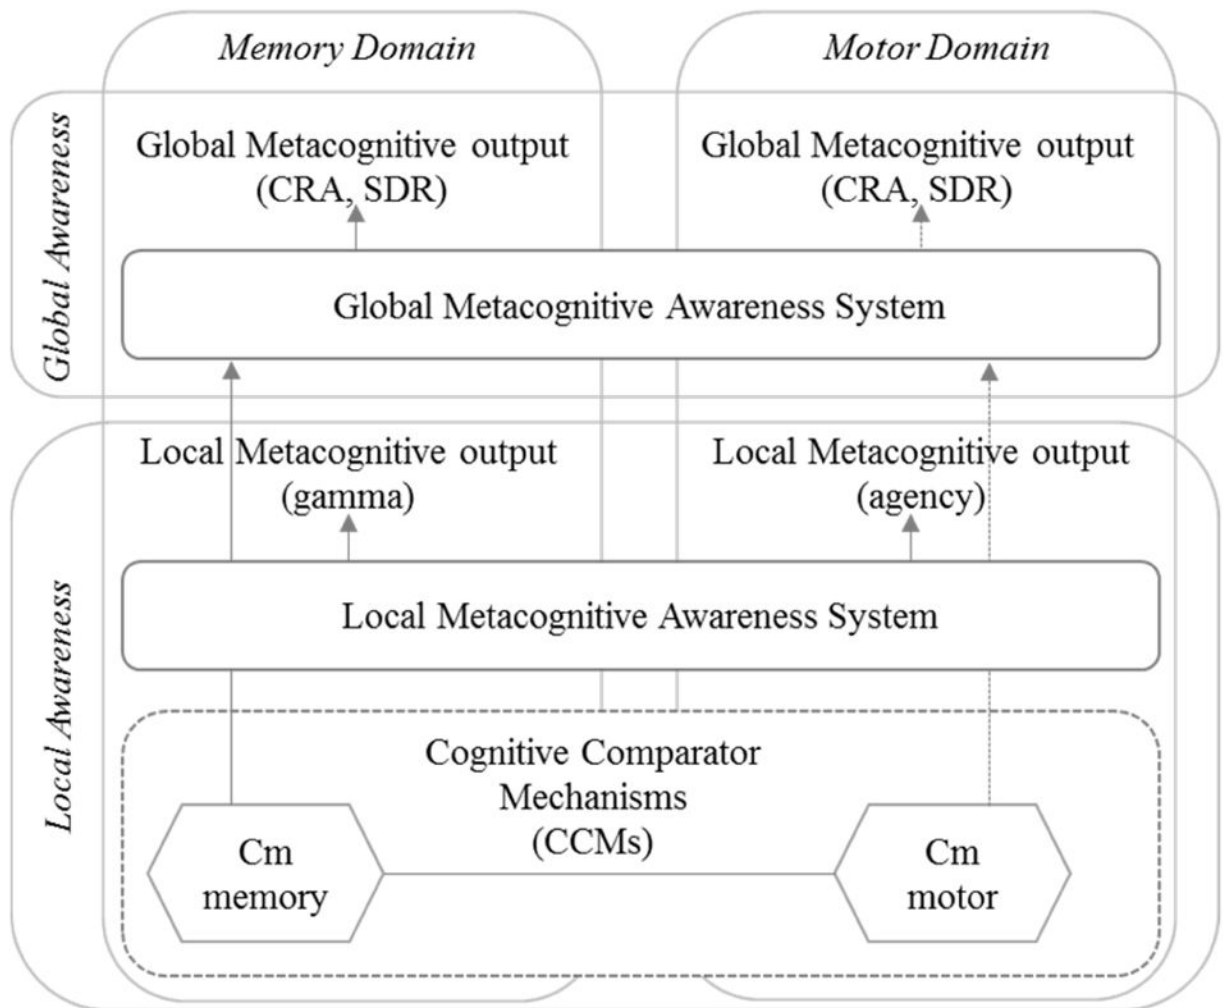 Memory Domain
Motor Domain
Global Awareness
Global Metacognitive output
(CRA, SDR)
Global Metacognitive output
(CRA, SDR)
Global Metacognitive Awareness System
Local Awareness
Local Metacognitive output
(gamma)
Local Metacognitive output
(agency)
Local Metacognitive Awareness System
Cognitive Comparator
Mechanisms
(CCMs)
Cm
memory
Cm
motor